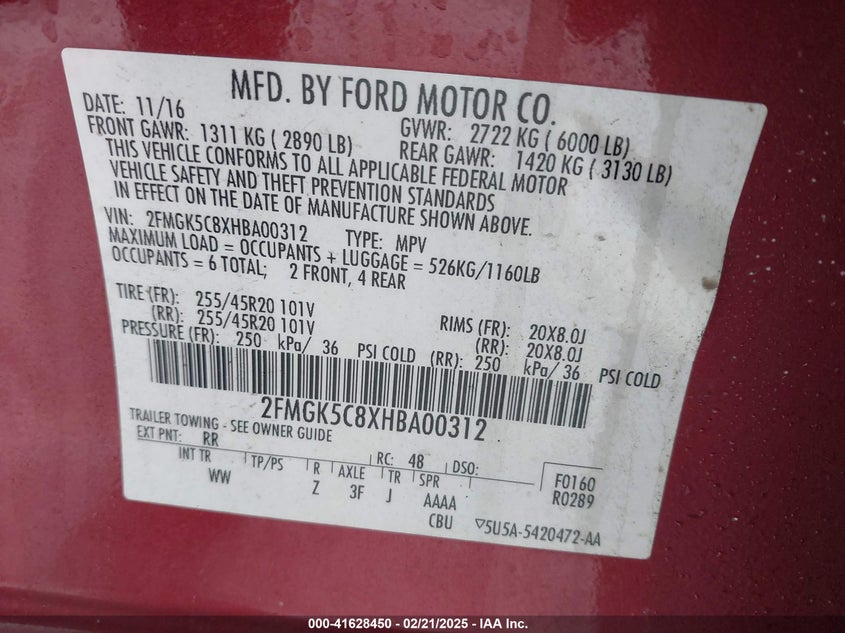 MFD. BY FORD MOTOR CO.
DATE: 11/16 GVWR: 2722 KG ( 6000 LB)
FRONT GAWR: 1311 KG ( 2890 LB) REAR GAWR: 1420 KG ( 3130 LB)
THIS VEHICLE CONFORMS TO ALL APPLICABLE FEDERAL MOTOR
VEHICLE SAFETY AND THEFT PREVENTION STANDARDS
IN EFFECT ON THE DATE OF MANUFACTURE SHOWN ABOVE.
VIN: 2FMGK5C8XHBA00312 TYPE: MPV
MAXIMUM LOAD = OCCUPANTS + LUGGAGE = 526KG/1160LB
OCCUPANTS = 6 TOTAL; 2 FRONT, 4 REAR
TIRE (FR): 255/45R20 101V RIMS (FR): 20X8.0J
(RR): 255/45R20 101V (RR): 20X8.0J
PRESSURE (FR): 250 kPa/ 36 PSI COLD (RR): 250 kPa/ 36 PSI COLD
2FMGK5C8XHBA00312
TRAILER TOWING - SEE OWNER GUIDE
EXT PNT: RR RC: 48 DSO: F0160
INT TR TP/PS R AXLE TR SPR R0289
WW Z 3F J AAAA
CBU ▽5U5A-5420472-AA
000-41628450 — 02/21/2025 — IAA Inc.